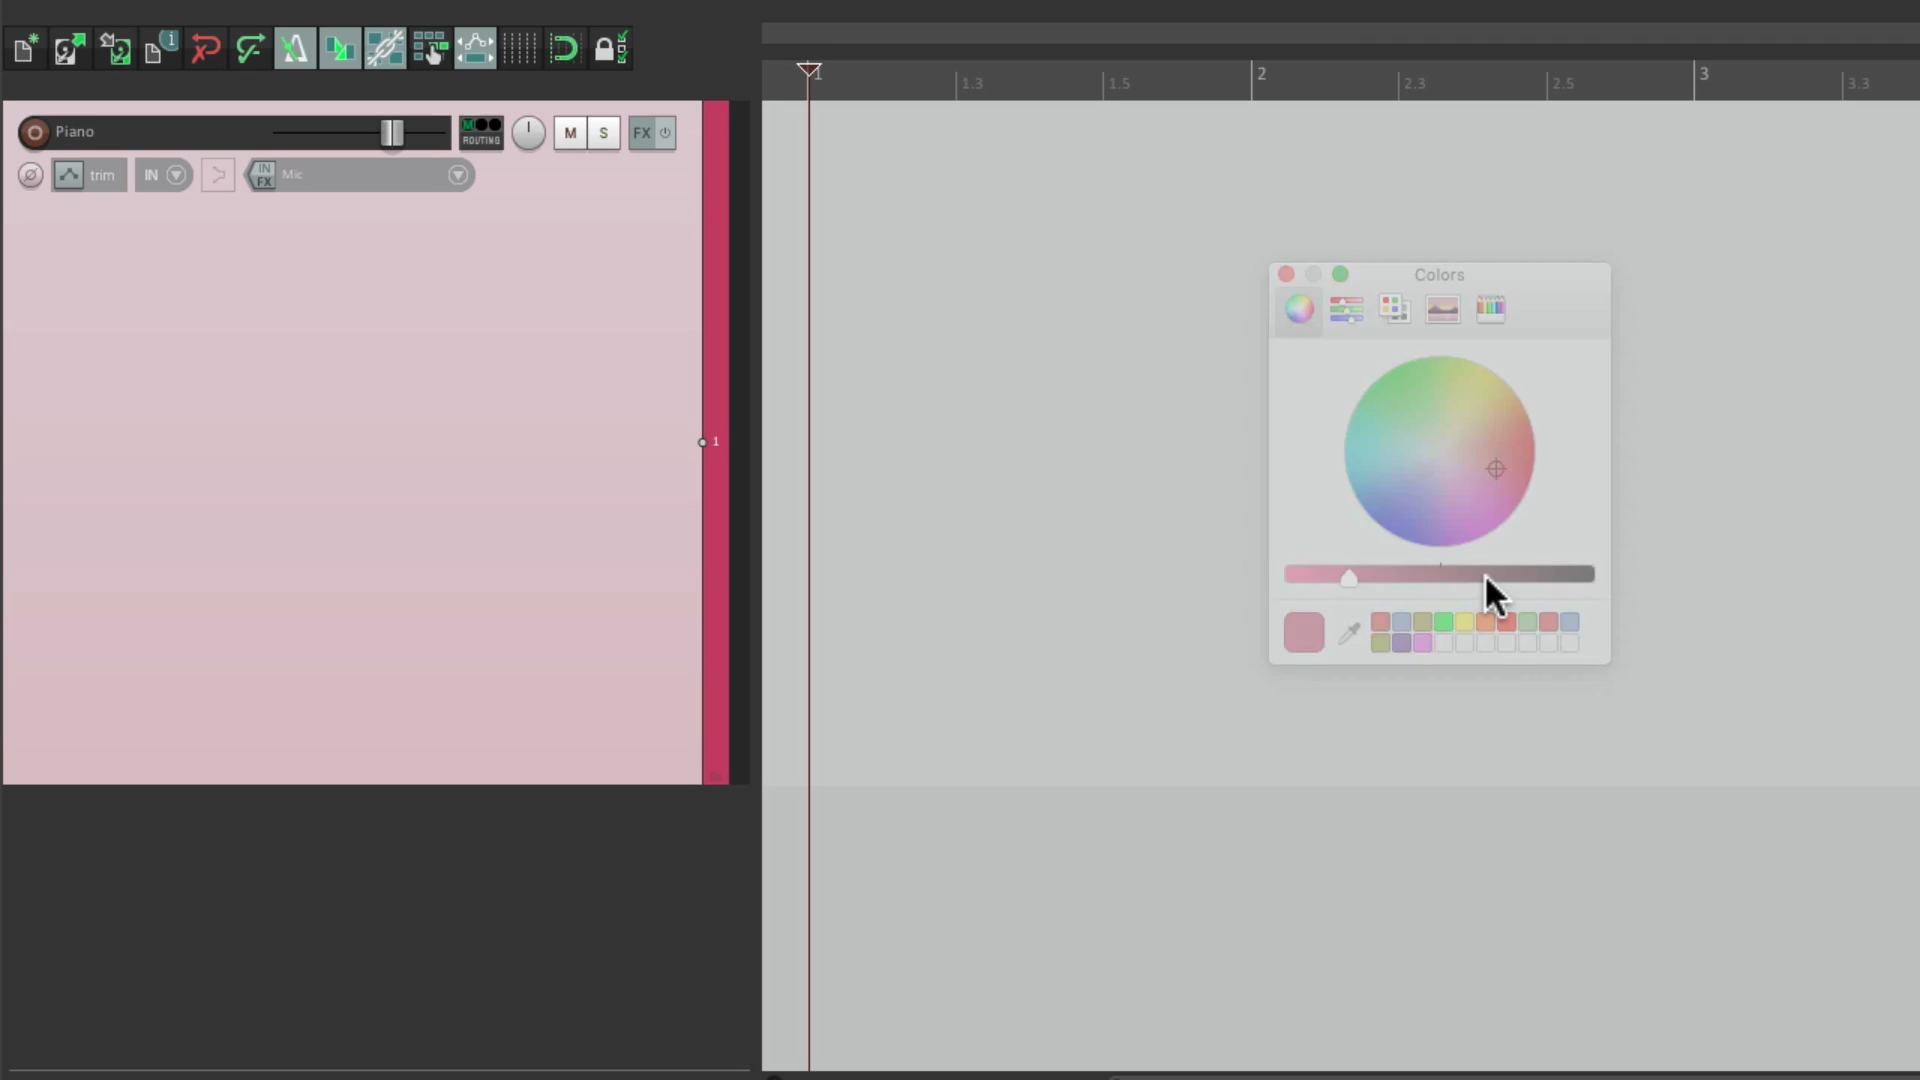 1
1.3
1.5
2
2.3
2.5
3
3.3
Piano
M
ROUTING
M
S
FX
trim
IN
IN
FX
Mic
1
Colors